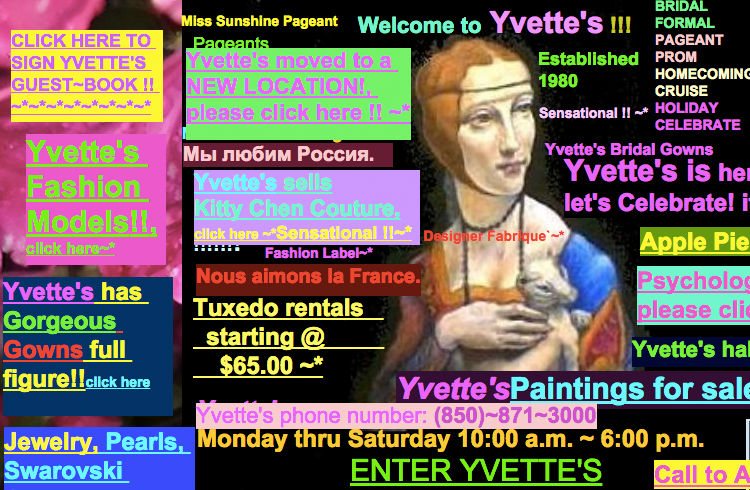 CLICK HERE TO
SIGN YVETTE'S
GUEST~BOOK !!
~*~*~*~*~*~*~*~*
Yvette's
Fashion
Models!!,
click here~*
Yvette's has
Gorgeous
Gowns full
figure!!click here
Jewelry, Pearls,
Swarovski
Miss Sunshine Pageant
Pageants
Yvette's moved to a
NEW LOCATION!,
please click here !! ~*
Мы любим Россия.
Yvette's sells
Kitty Chen Couture,
click here ~*Sensational !!~*
Fashion Label~*
Nous aimons la France.
Tuxedo rentals
starting @
$65.00 ~*
Welcome to Yvette's !!!
Established
1980
Sensational !! ~*
BRIDAL
FORMAL
PAGEANT
PROM
HOMECOMING
CRUISE
HOLIDAY
CELEBRATE
Yvette's Bridal Gowns
Yvette's is her
let's Celebrate! i
Designer Fabrique`~*
Apple Pie
Psycholog
please clic
Yvette's ha
Yvette'sPaintings for sale
Yvette's phone number: (850)~871~3000
Monday thru Saturday 10:00 a.m. ~ 6:00 p.m.
ENTER YVETTE'S
Call to A